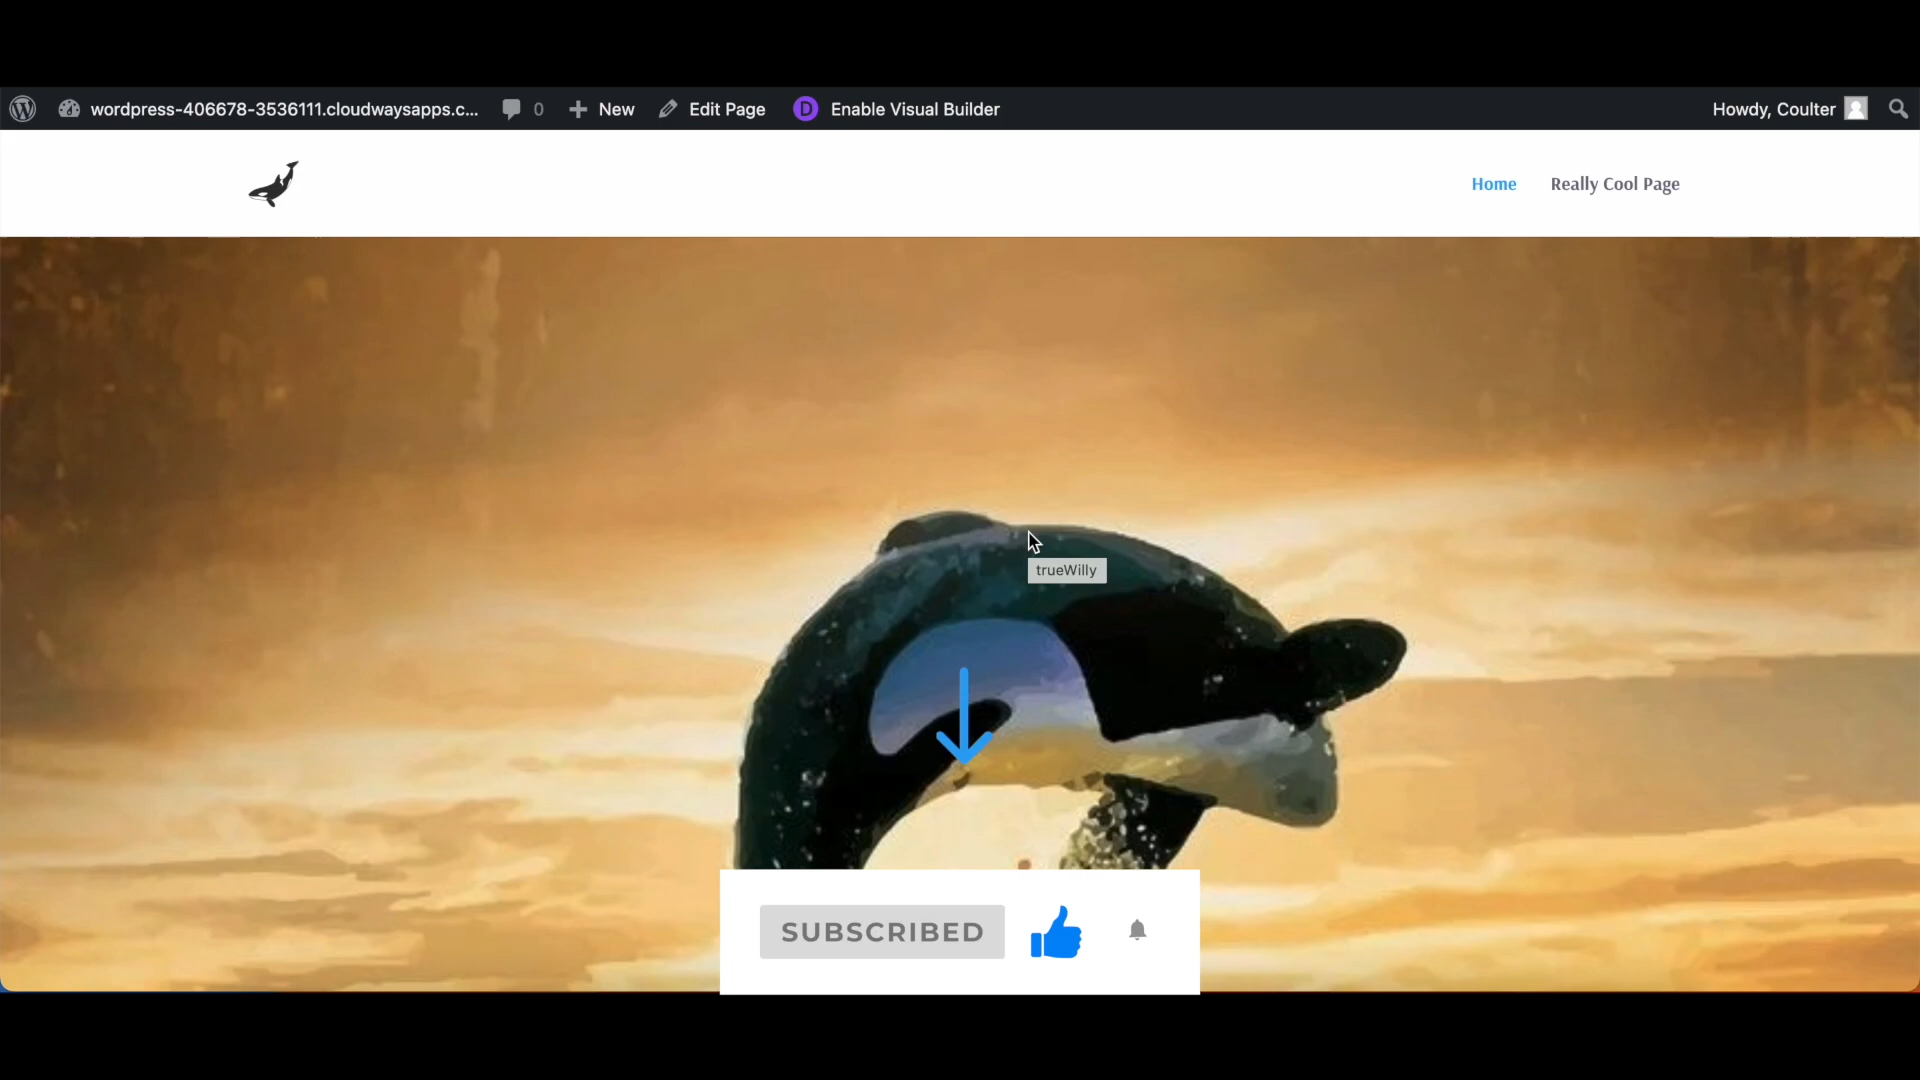 wordpress-406678-3536111.cloudwaysapps.c... 0 New Edit Page D Enable Visual Builder Howdy, Coulter
Home Really Cool Page
trueWilly
SUBSCRIBED